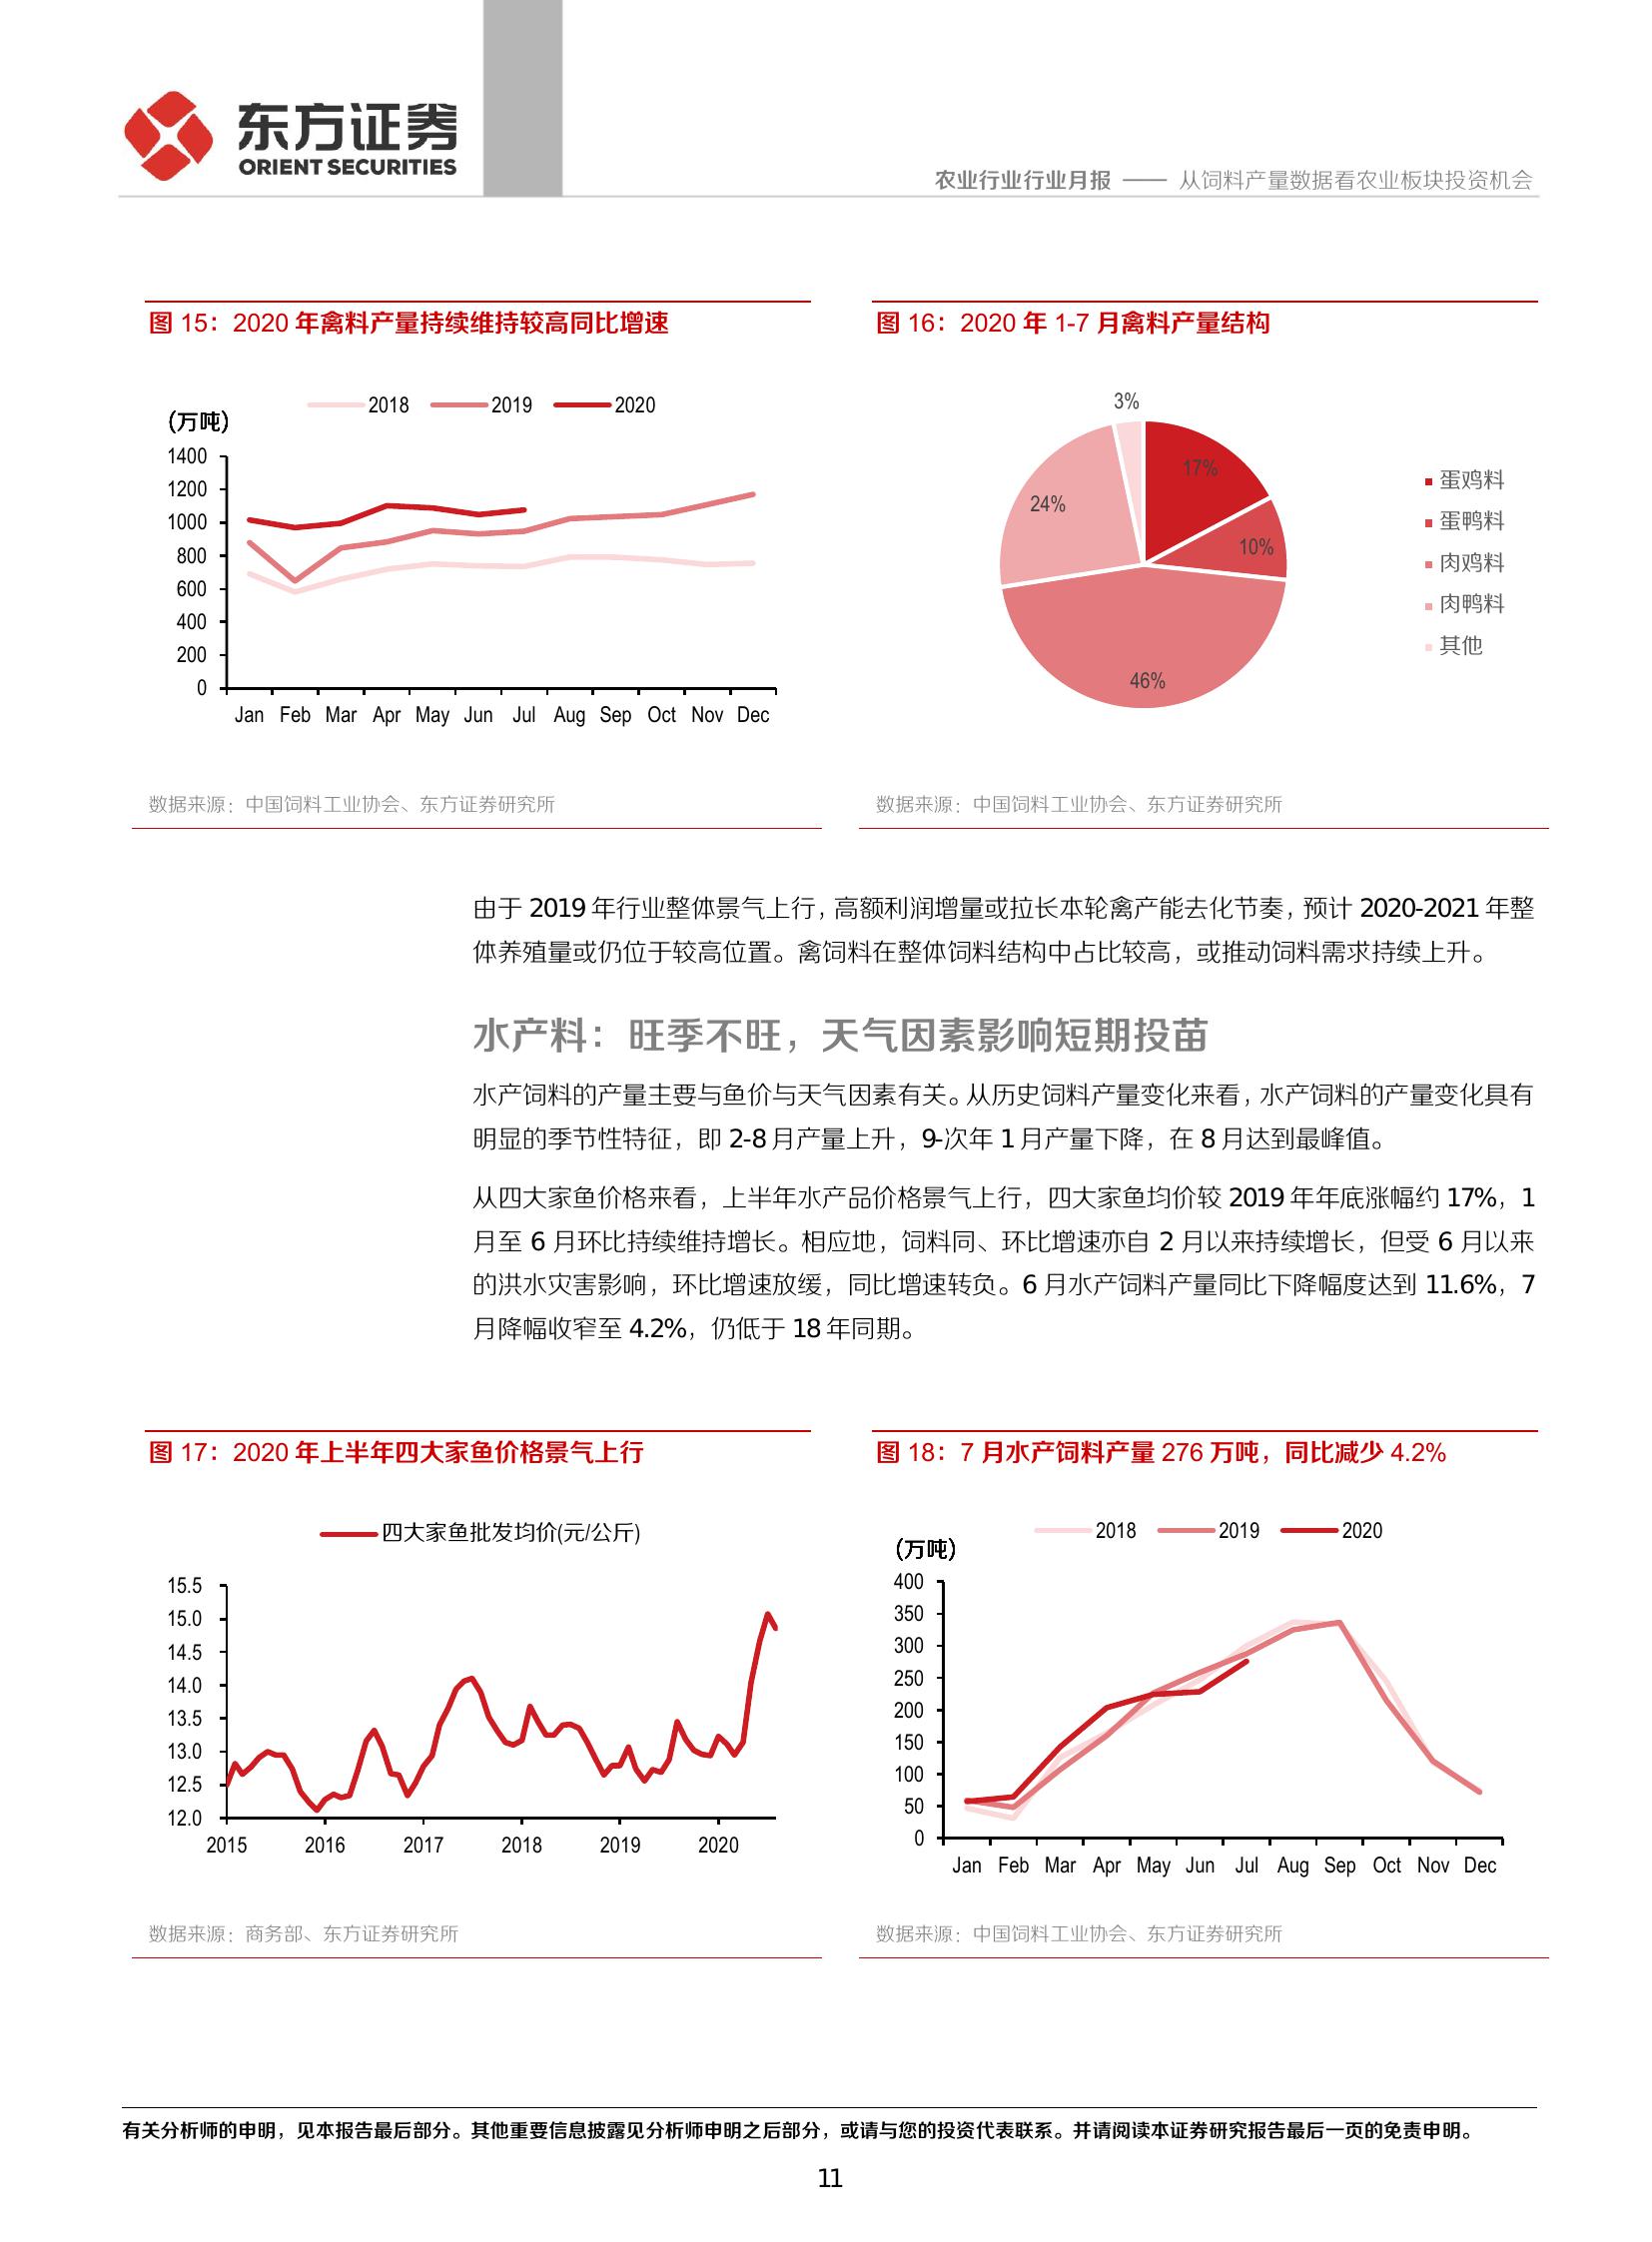 东方证券
ORIENT SECURITIES
农业行业行业月报 —— 从饲料产量数据看农业板块投资机会
图 15：2020 年禽料产量持续维持较高同比增速
(万吨)
2018 2019 2020
1400
1200
1000
800
600
400
200
0
Jan Feb Mar Apr May Jun Jul Aug Sep Oct Nov Dec
数据来源：中国饲料工业协会、东方证券研究所
图 16：2020 年 1-7 月禽料产量结构
3%
17%
24%
10%
46%
蛋鸡料
蛋鸭料
肉鸡料
肉鸭料
其他
数据来源：中国饲料工业协会、东方证券研究所
由于 2019 年行业整体景气上行，高额利润增量或拉长本轮禽产能去化节奏，预计 2020-2021 年整
体养殖量或仍位于较高位置。禽饲料在整体饲料结构中占比较高，或推动饲料需求持续上升。
水产料：旺季不旺，天气因素影响短期投苗
水产饲料的产量主要与鱼价与天气因素有关。从历史饲料产量变化来看，水产饲料的产量变化具有
明显的季节性特征，即 2-8 月产量上升，9-次年 1 月产量下降，在 8 月达到最峰值。
从四大家鱼价格来看，上半年水产品价格景气上行，四大家鱼均价较 2019 年年底涨幅约 17%，1
月至 6 月环比持续维持增长。相应地，饲料同、环比增速亦自 2 月以来持续增长，但受 6 月以来
的洪水灾害影响，环比增速放缓，同比增速转负。6 月水产饲料产量同比下降幅度达到 11.6%，7
月降幅收窄至 4.2%，仍低于 18 年同期。
图 17：2020 年上半年四大家鱼价格景气上行
四大家鱼批发均价(元/公斤)
15.5
15.0
14.5
14.0
13.5
13.0
12.5
12.0
2015 2016 2017 2018 2019 2020
数据来源：商务部、东方证券研究所
图 18：7 月水产饲料产量 276 万吨，同比减少 4.2%
2018 2019 2020
(万吨)
400
350
300
250
200
150
100
50
0
Jan Feb Mar Apr May Jun Jul Aug Sep Oct Nov Dec
数据来源：中国饲料工业协会、东方证券研究所
有关分析师的申明，见本报告最后部分。其他重要信息披露见分析师申明之后部分，或请与您的投资代表联系。并请阅读本证券研究报告最后一页的免责申明。
11